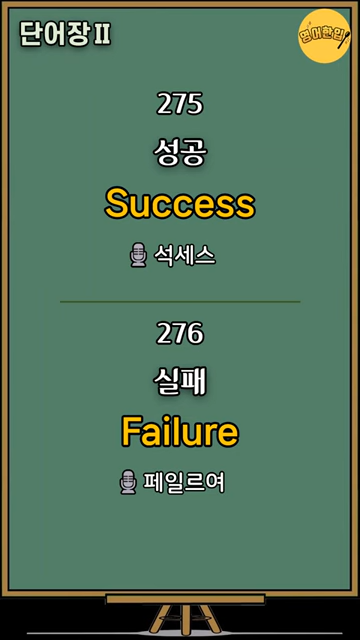 단어장 II
영어한입
275
성공
Success
석세스
276
실패
Failure
페일르여